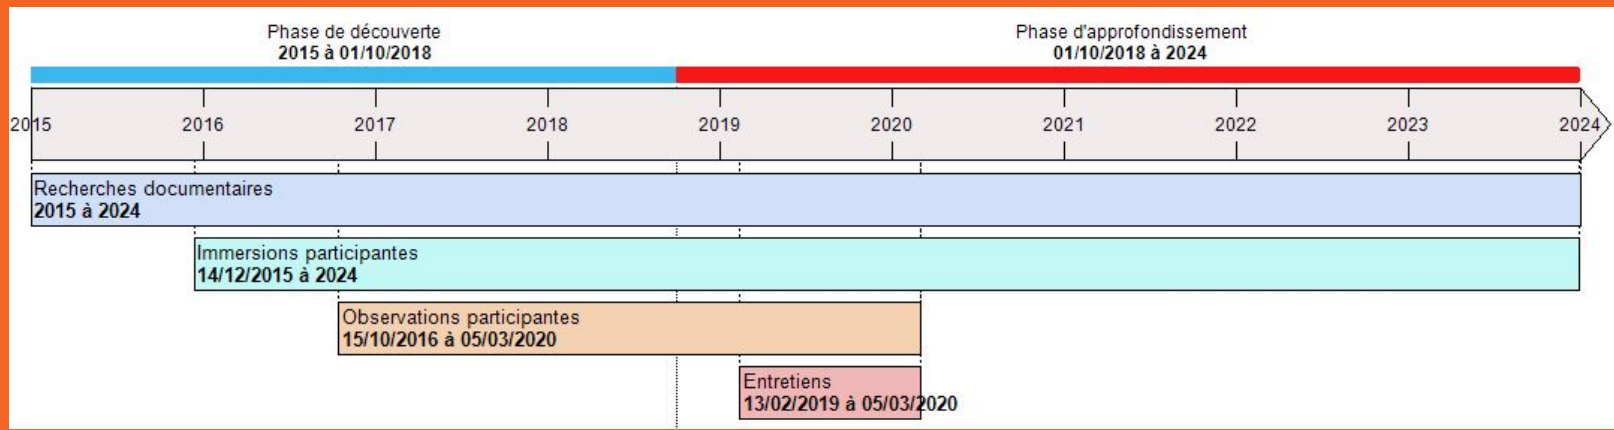 Phase de découverte
2015 à 01/10/2018
Phase d'approfondissement
01/10/2018 à 2024
2015 2016 2017 2018 2019 2020 2021 2022 2023 2024
Recherches documentaires
2015 à 2024
Immersions participantes
14/12/2015 à 2024
Observations participantes
15/10/2016 à 05/03/2020
Entretiens
13/02/2019 à 05/03/2020